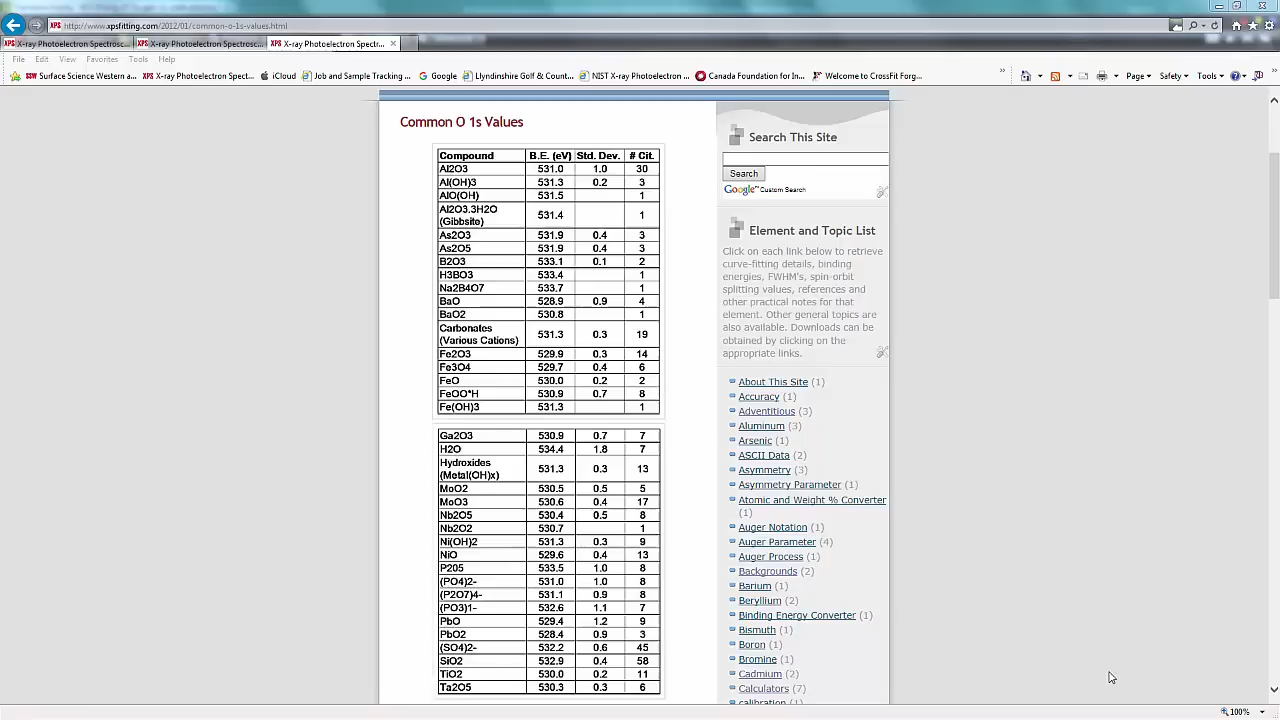 http://www.xpsfitting.com/2012/01/common-o-1s-values.html
XPS X-ray Photoelectron Spectrosc... XPS X-ray Photoelectron Spectrosc... XPS X-ray Photoelectron Spectr... x
File Edit View Favorites Tools Help
Surface Science Western a... XPS X-ray Photoelectron Spect... iCloud Job and Sample Tracking ... Google Llyndinshire Golf & Count... NIST X-ray Photoelectron ... Canada Foundation for In... Welcome to CrossFit Forg... » Page Safety Tools
Common O 1s Values
Compound B.E. (eV) Std. Dev. # Cit.
Al2O3 531.0 1.0 30
Al(OH)3 531.3 0.2 3
AlO(OH) 531.5 1
Al2O3.3H2O
(Gibbsite) 531.4 1
As2O3 531.9 0.4 3
As2O5 531.9 0.4 3
B2O3 533.1 0.1 2
H3BO3 533.4 1
Na2B4O7 533.7 1
BaO 528.9 0.9 4
BaO2 530.8 1
Carbonates
(Various Cations) 531.3 0.3 19
Fe2O3 529.9 0.3 14
Fe3O4 529.7 0.4 6
FeO 530.0 0.2 2
FeOO*H 530.9 0.7 8
Fe(OH)3 531.3 1
Ga2O3 530.9 0.7 7
H2O 534.4 1.8 7
Hydroxides
(Metal(OH)x) 531.3 0.3 13
MoO2 530.5 0.5 5
MoO3 530.6 0.4 17
Nb2O5 530.4 0.5 8
Nb2O2 530.7 1
Ni(OH)2 531.3 0.3 9
NiO 529.6 0.4 13
P205 533.5 1.0 8
(PO4)2- 531.0 1.0 8
(P2O7)4- 531.1 0.9 8
(PO3)1- 532.6 1.1 7
PbO 529.4 1.2 9
PbO2 528.4 0.9 3
(SO4)2- 532.2 0.6 45
SiO2 532.9 0.4 58
TiO2 530.0 0.2 11
Ta2O5 530.3 0.3 6
Search This Site
Search
Google™ Custom Search
Element and Topic List
Click on each link below to retrieve
curve-fitting details, binding
energies, FWHM's, spin-orbit
splitting values, references and
other practical notes for that
element. Other general topics are
also available. Downloads can be
obtained by clicking on the
appropriate links.
About This Site (1)
Accuracy (1)
Adventitious (3)
Aluminum (3)
Arsenic (1)
ASCII Data (2)
Asymmetry (3)
Asymmetry Parameter (1)
Atomic and Weight % Converter
(1)
Auger Notation (1)
Auger Parameter (4)
Auger Process (1)
Backgrounds (2)
Barium (1)
Beryllium (2)
Binding Energy Converter (1)
Bismuth (1)
Boron (1)
Bromine (1)
Cadmium (2)
Calculators (7)
calibration (1)
100%